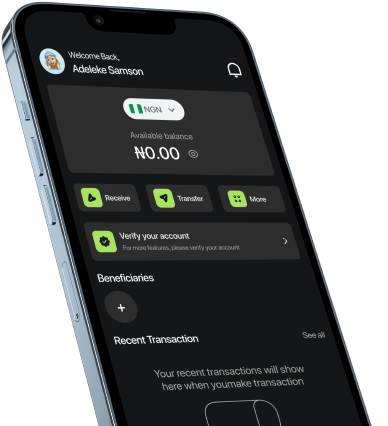 Welcome Back,
Adeleke Samson
NGN
Available balance
₦0.00
Receive
Transfer
More
Verify your account
For more features, please verify your account
Beneficiaries
+
Recent Transaction
See all
Your recent transactions will show
here when youmake transaction